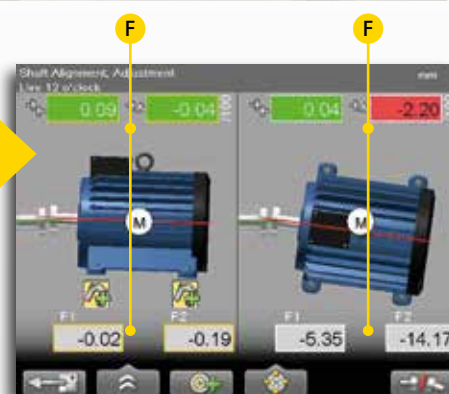 F F
Shaft Alignment, Adjustment mm
Live 12 o'clock
0.09 -0.04 /100 0.04 -2.20
M M
F1 F2 F1 F2
-0.02 -0.19 -5.35 -14.17